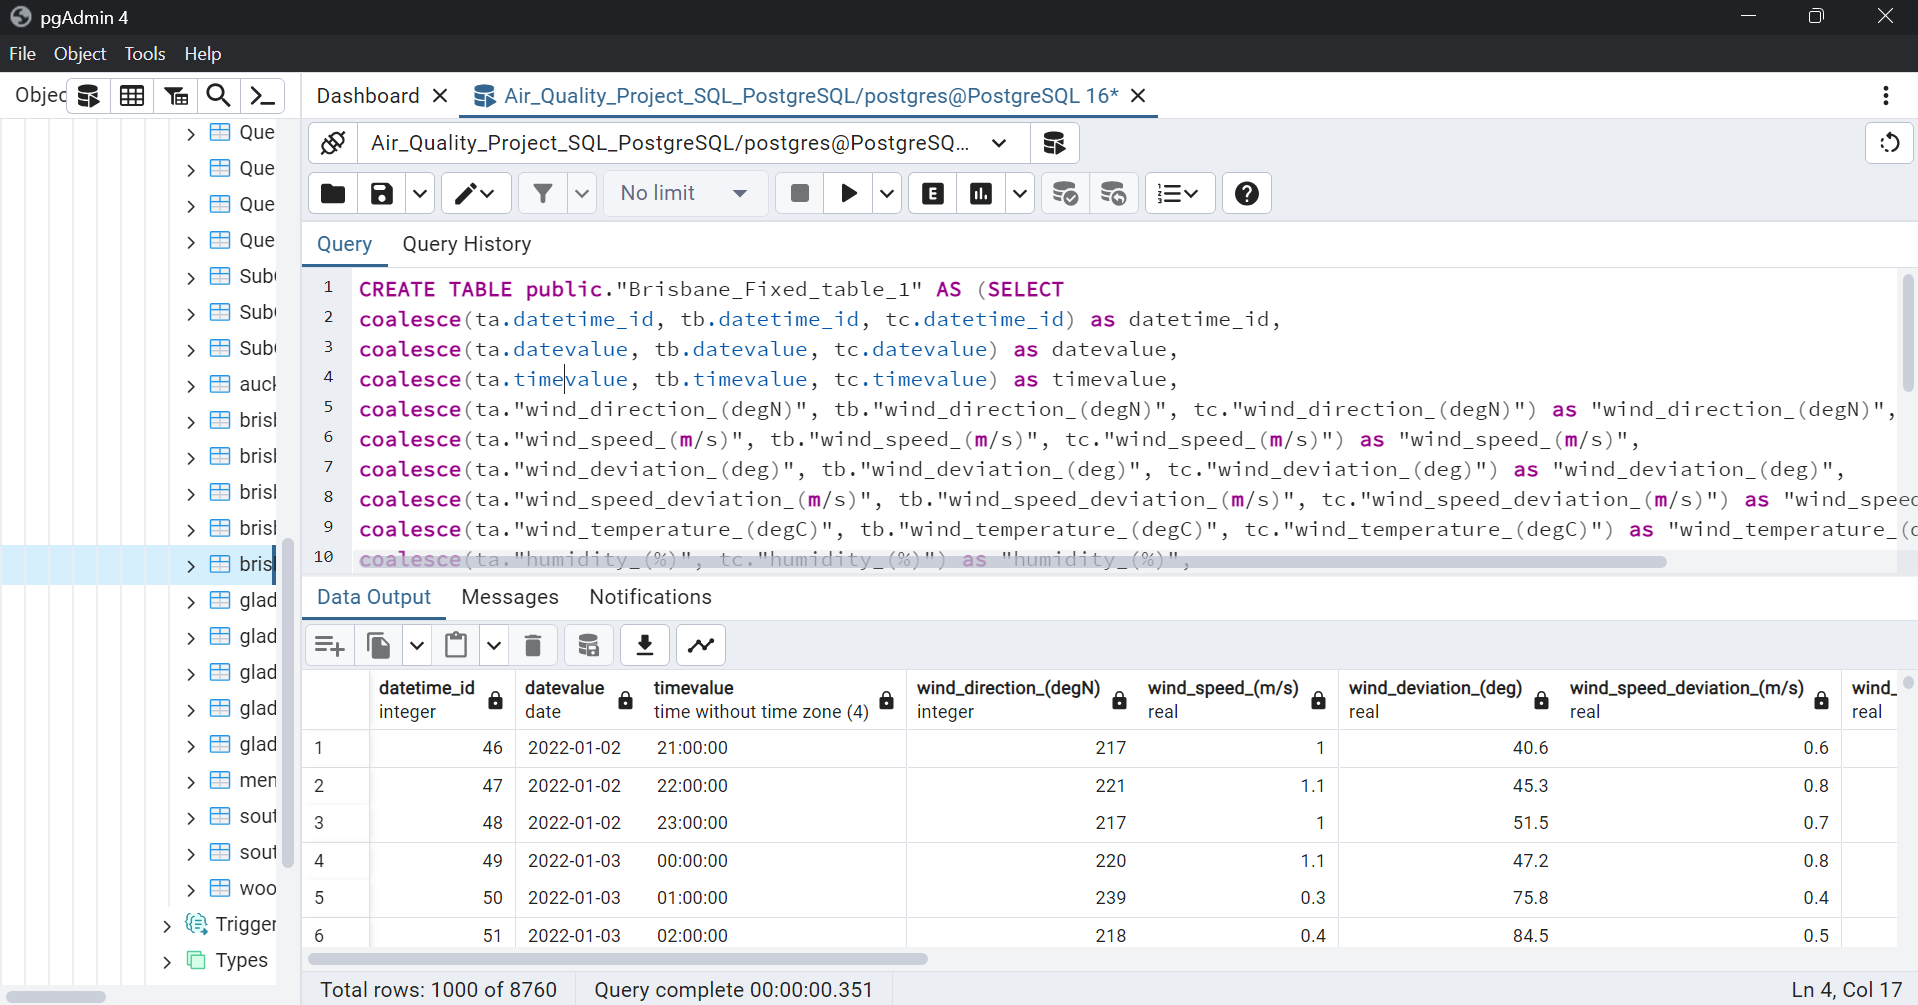 pgAdmin 4
File Object Tools Help
Objec
Dashboard
Air_Quality_Project_SQL_PostgreSQL/postgres@PostgreSQL 16*
Air_Quality_Project_SQL_PostgreSQL/postgres@PostgreSQ...
No limit
E
Query Query History
Que
Que
Que
Que
Sub
Sub
Sub
auck
bris
bris
bris
bris
bris
glad
glad
glad
glad
glad
men
sout
sout
woo
Trigger
Types
1 CREATE TABLE public."Brisbane_Fixed_table_1" AS (SELECT
2 coalesce(ta.datetime_id, tb.datetime_id, tc.datetime_id) as datetime_id,
3 coalesce(ta.datevalue, tb.datevalue, tc.datevalue) as datevalue,
4 coalesce(ta.timevalue, tb.timevalue, tc.timevalue) as timevalue,
5 coalesce(ta."wind_direction_(degN)", tb."wind_direction_(degN)", tc."wind_direction_(degN)") as "wind_direction_(degN)",
6 coalesce(ta."wind_speed_(m/s)", tb."wind_speed_(m/s)", tc."wind_speed_(m/s)") as "wind_speed_(m/s)",
7 coalesce(ta."wind_deviation_(deg)", tb."wind_deviation_(deg)", tc."wind_deviation_(deg)") as "wind_deviation_(deg)",
8 coalesce(ta."wind_speed_deviation_(m/s)", tb."wind_speed_deviation_(m/s)", tc."wind_speed_deviation_(m/s)") as "wind_speed
9 coalesce(ta."wind_temperature_(degC)", tb."wind_temperature_(degC)", tc."wind_temperature_(degC)") as "wind_temperature_(d
10 coalesce(ta."humidity_(%)", tc."humidity_(%)") as "humidity_(%)",
Data Output Messages Notifications
datetime_id datevalue timevalue wind_direction_(degN) wind_speed_(m/s) wind_deviation_(deg) wind_speed_deviation_(m/s) wind_
integer date time without time zone (4) integer real real real real
1 46 2022-01-02 21:00:00 217 1 40.6 0.6
2 47 2022-01-02 22:00:00 221 1.1 45.3 0.8
3 48 2022-01-02 23:00:00 217 1 51.5 0.7
4 49 2022-01-03 00:00:00 220 1.1 47.2 0.8
5 50 2022-01-03 01:00:00 239 0.3 75.8 0.4
6 51 2022-01-03 02:00:00 218 0.4 84.5 0.5
Total rows: 1000 of 8760 Query complete 00:00:00.351 Ln 4, Col 17